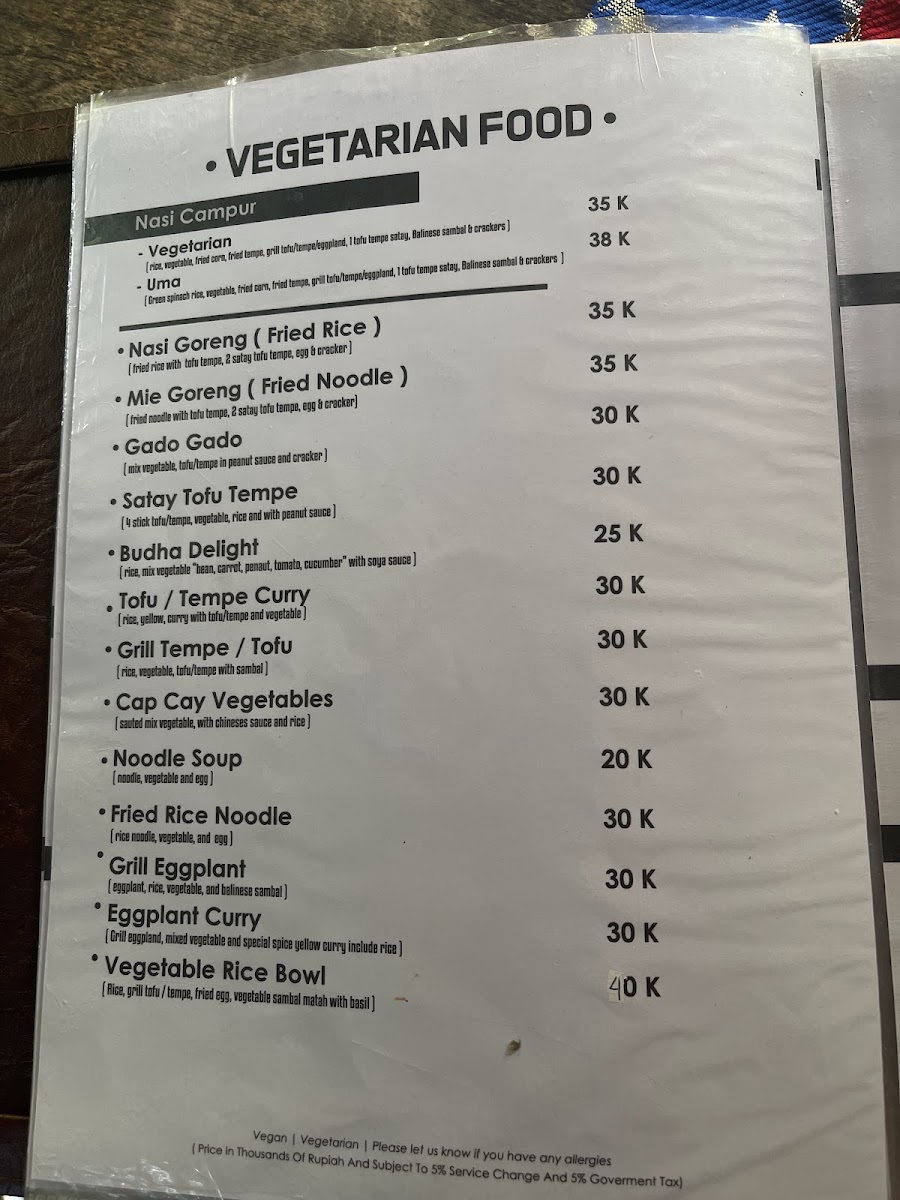 • VEGETARIAN FOOD •
Nasi Campur
- Vegetarian 35 K
( rice, vegetable, fried corn, fried tempe, grill tofu/tempe/eggpland, 1 tofu tempe satay, Balinese sambal & crackers )
- Uma 38 K
( Green spinach rice, vegetable, fried corn, fried tempe, grill tofu/tempe/eggpland, 1 tofu tempe satay, Balinese sambal & crackers )
• Nasi Goreng ( Fried Rice ) 35 K
( fried rice with tofu tempe, 2 satay tofu tempe, egg & cracker )
• Mie Goreng ( Fried Noodle ) 35 K
( fried noodle with tofu tempe, 2 satay tofu tempe, egg & cracker)
• Gado Gado 30 K
( mix vegetable, tofu/tempe in peanut sauce and cracker )
• Satay Tofu Tempe 30 K
( 4 stick tofu/tempe, vegetable, rice and with peanut sauce )
• Budha Delight 25 K
( rice, mix vegetable "bean, carrot, penaut, tomato, cucumber" with soya sauce )
• Tofu / Tempe Curry 30 K
( rice, yellow, curry with tofu/tempe and vegetable )
• Grill Tempe / Tofu 30 K
( rice, vegetable, tofu/tempe with sambal )
• Cap Cay Vegetables 30 K
( sauted mix vegetable, with chineses sauce and rice )
• Noodle Soup 20 K
( noodle, vegetable and egg )
• Fried Rice Noodle 30 K
( rice noodle, vegetable, and egg )
• Grill Eggplant 30 K
( eggplant, rice, vegetable, and balinese sambal )
• Eggplant Curry 30 K
( Grill eggpland, mixed vegetable and special spice yellow curry include rice )
• Vegetable Rice Bowl 40 K
( Rice, grill tofu / tempe, fried egg, vegetable sambal matah with basil )
Vegan | Vegetarian | Please let us know if you have any allergies
( Price in Thousands Of Rupiah And Subject To 5% Service Change And 5% Goverment Tax)